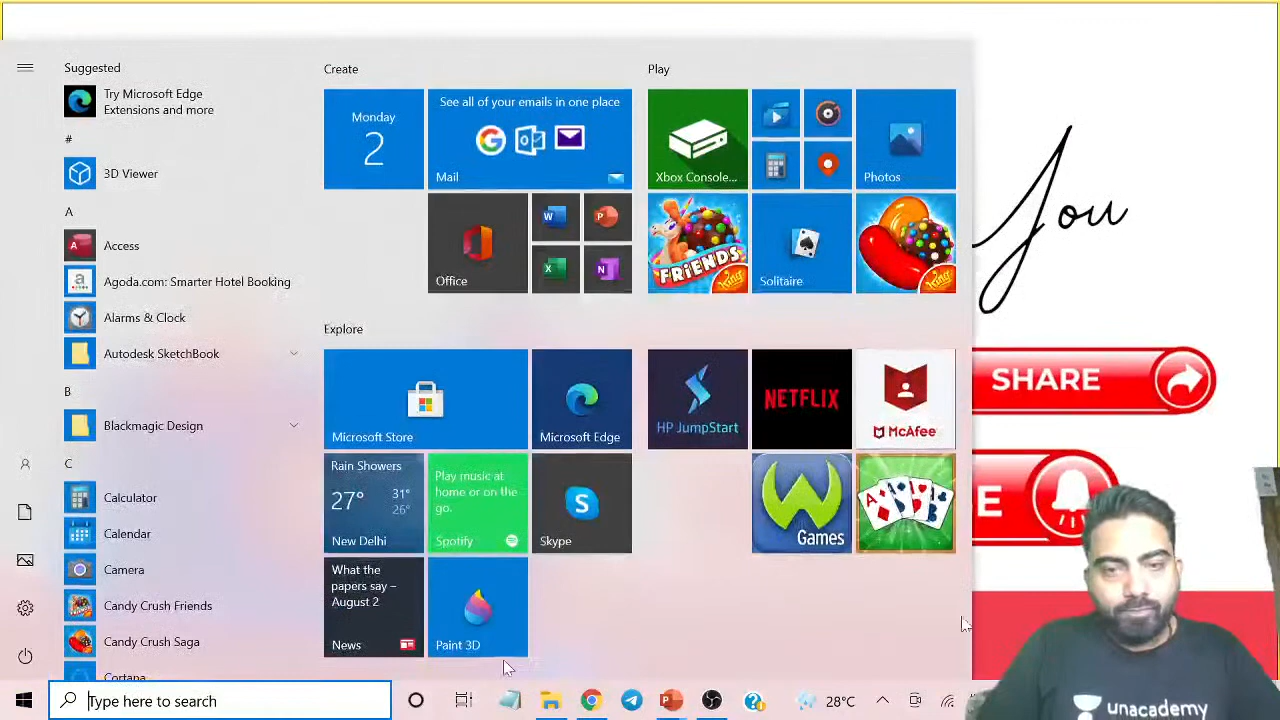 Suggested
Try Microsoft Edge
Extensions and more
#
3D Viewer
A
Access
Agoda.com: Smarter Hotel Booking
Alarms & Clock
Autodesk SketchBook
B
Blackmagic Design
C
Calculator
Calendar
Camera
Candy Crush Friends
Candy Crush Saga
Cortana
Create
Monday
2
See all of your emails in one place
Mail
Office
Explore
Microsoft Store
Microsoft Edge
Rain Showers
27° 31°
26°
New Delhi
Play music at
home or on the
go.
Spotify
Skype
What the
papers say –
August 2
News
Paint 3D
Play
Xbox Console...
Photos
FRIENDS
King
Solitaire
King
HP JumpStart
NETFLIX
McAfee
Games
You
SHARE
E
unacademy
Type here to search
28°C